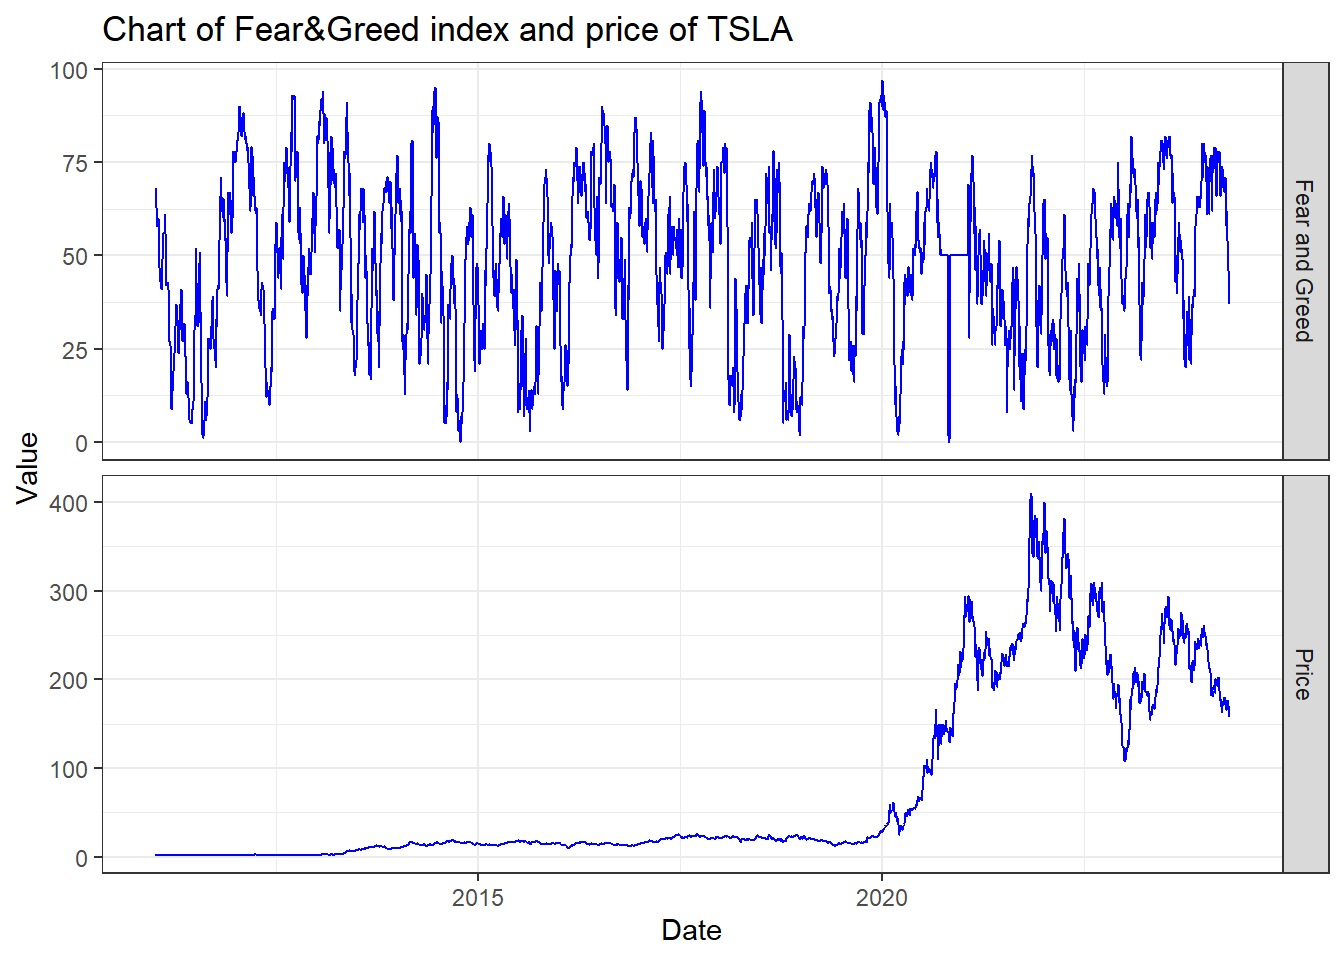 Chart of Fear&Greed index and price of TSLA
100
75
50
25
0
Fear and Greed
Value
400
300
200
100
0
Price
2015 2020
Date